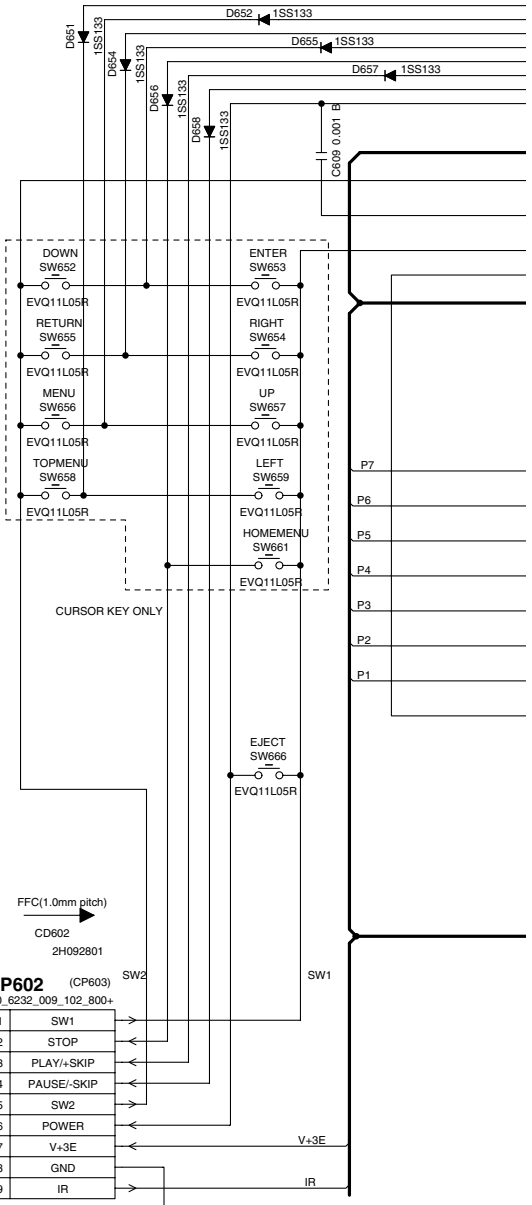 D651
1SS133
D652
1SS133
D654
1SS133
D655
1SS133
D656
1SS133
D657
1SS133
D658
1SS133
C609 0.001 B
DOWN
SW652
EVQ11L05R
ENTER
SW653
EVQ11L05R
RETURN
SW655
EVQ11L05R
RIGHT
SW654
EVQ11L05R
MENU
SW656
EVQ11L05R
UP
SW657
EVQ11L05R
TOPMENU
SW658
EVQ11L05R
LEFT
SW659
EVQ11L05R
HOMEMENU
SW661
EVQ11L05R
CURSOR KEY ONLY
P7
P6
P5
P4
P3
P2
P1
EJECT
SW666
EVQ11L05R
FFC(1.0mm pitch)
CD602
2H092801
P602 (CP603)
_6232_009_102_800+
SW2
SW1
SW1
STOP
PLAY/+SKIP
PAUSE/-SKIP
SW2
POWER
V+3E
GND
IR
V+3E
IR